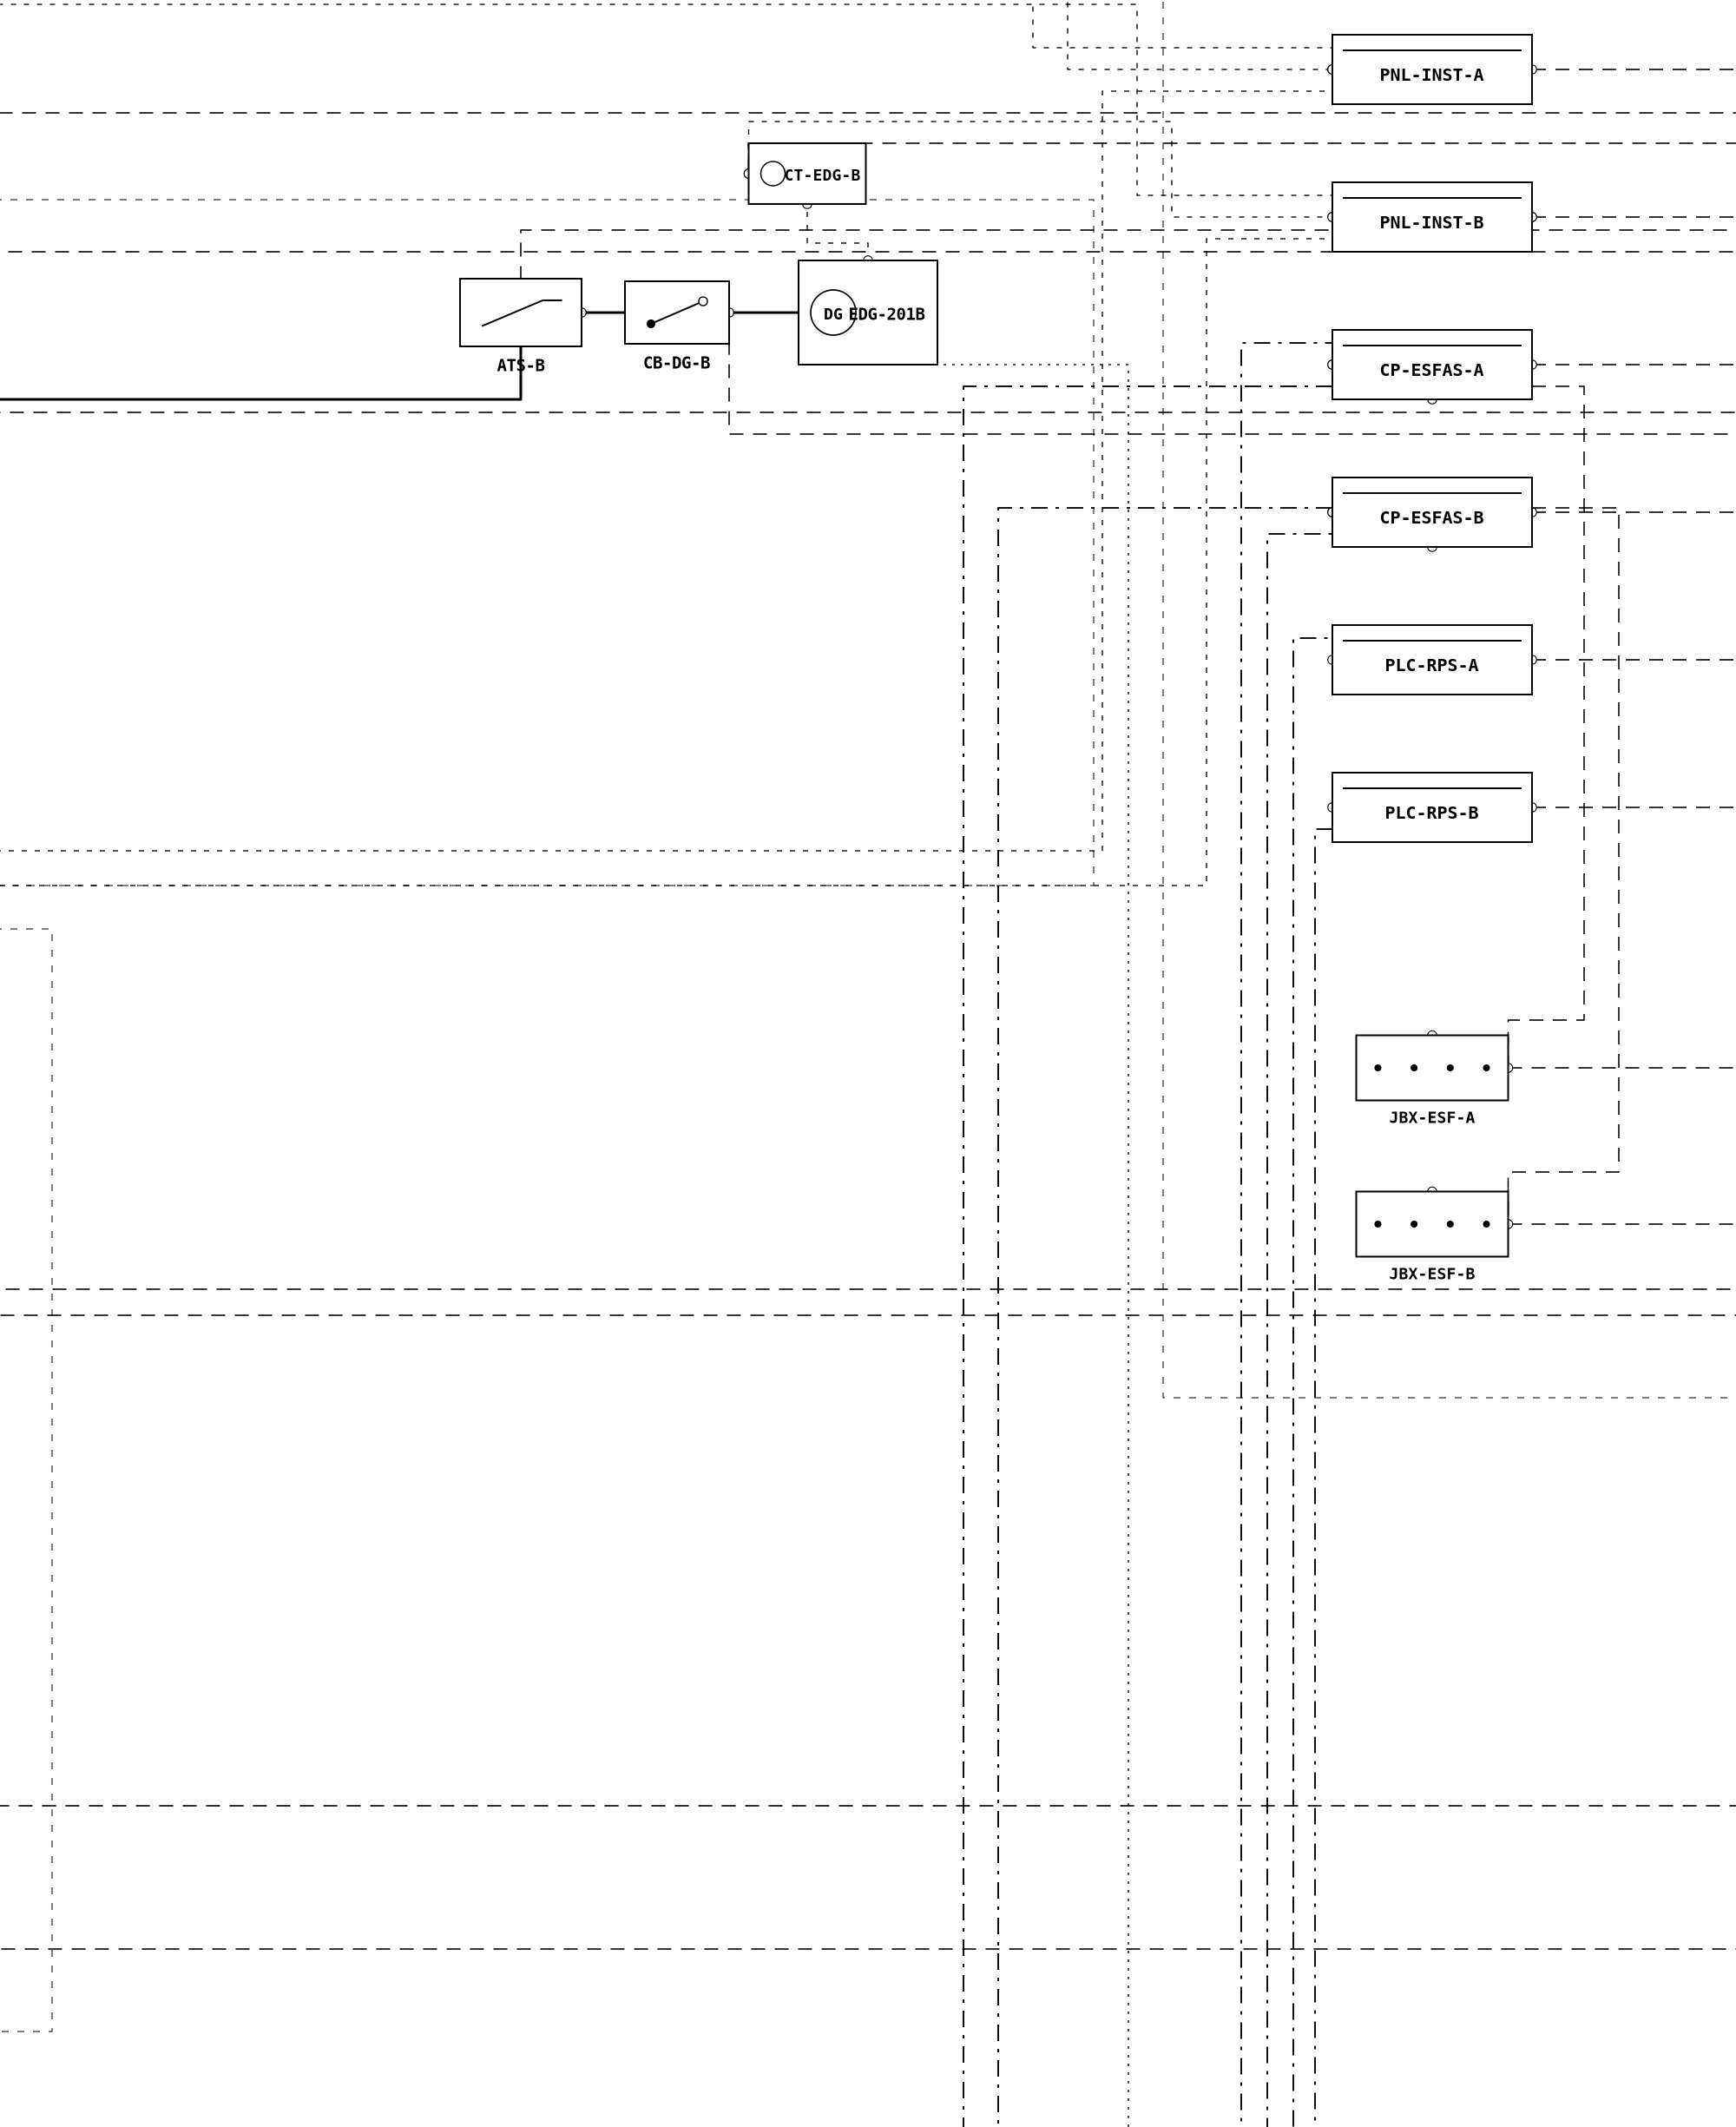 PNL-INST-A
CT-EDG-B
PNL-INST-B
DG EDG-201B
ATS-B
CB-DG-B
CP-ESFAS-A
CP-ESFAS-B
PLC-RPS-A
PLC-RPS-B
JBX-ESF-A
JBX-ESF-B